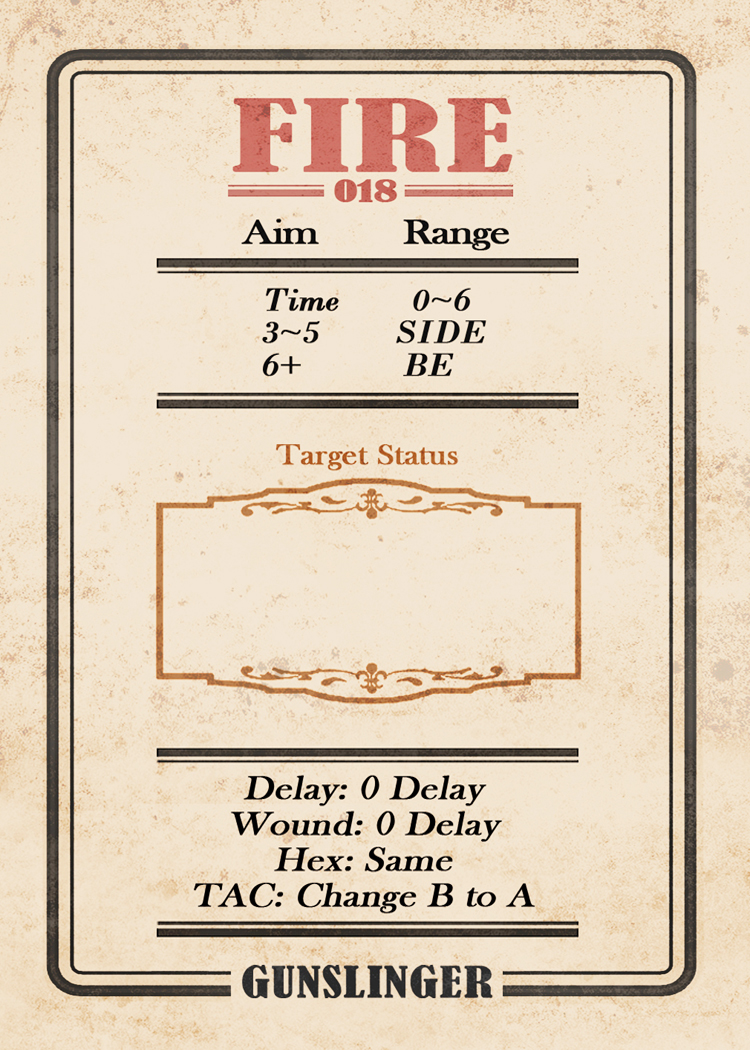 FIRE
018
Aim Range
Time 0~6
3~5 SIDE
6+ BE
Target Status
Delay: 0 Delay
Wound: 0 Delay
Hex: Same
TAC: Change B to A
GUNSLINGER